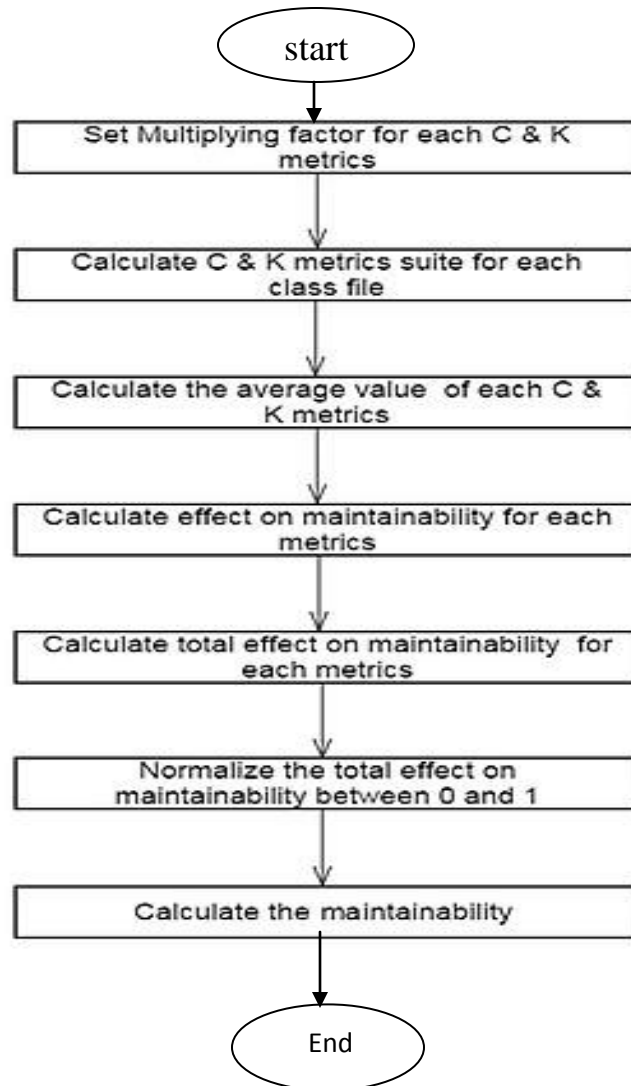 start
Set Multiplying factor for each C & K
metrics
Calculate C & K metrics suite for each
class file
Calculate the average value of each C &
K metrics
Calculate effect on maintainability for each
metrics
Calculate total effect on maintainability for
each metrics
Normalize the total effect on
maintainability between 0 and 1
Calculate the maintainability
End